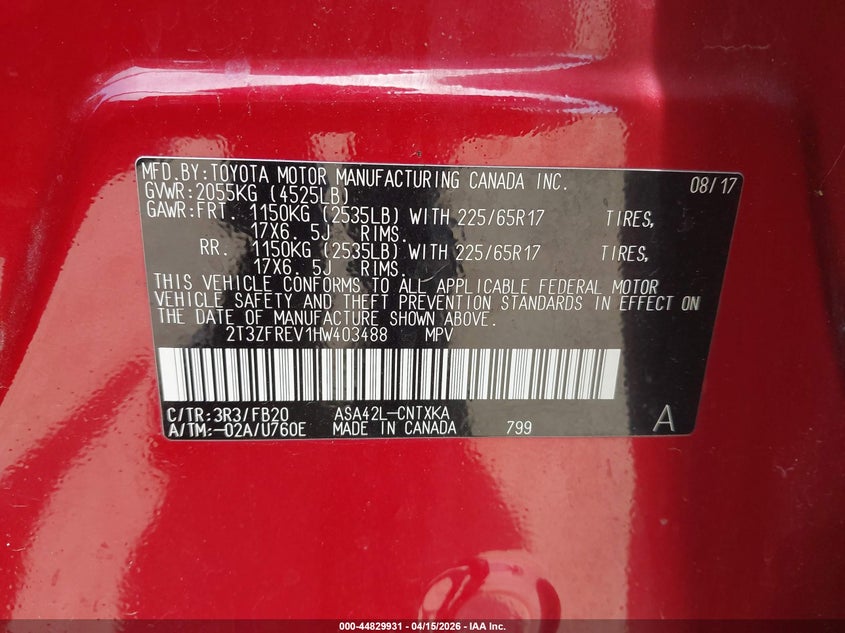 MFD.BY:TOYOTA MOTOR MANUFACTURING CANADA INC. 08/17
GVWR:2055KG (4525LB)
GAWR:FRT. 1150KG (2535LB) WITH 225/65R17 TIRES,
17X6. 5J RIMS.
RR. 1150KG (2535LB) WITH 225/65R17 TIRES,
17X6. 5J RIMS.
THIS VEHICLE CONFORMS TO ALL APPLICABLE FEDERAL MOTOR
VEHICLE SAFETY AND THEFT PREVENTION STANDARDS IN EFFECT ON
THE DATE OF MANUFACTURE SHOWN ABOVE.
2T3ZFREV1HW403488 MPV
C/TR:3R3/FB20 ASA42L-CNTXKA
A/TM:-02A/U760E MADE IN CANADA 799 A
000-44829931 - 04/15/2026 - IAA Inc.